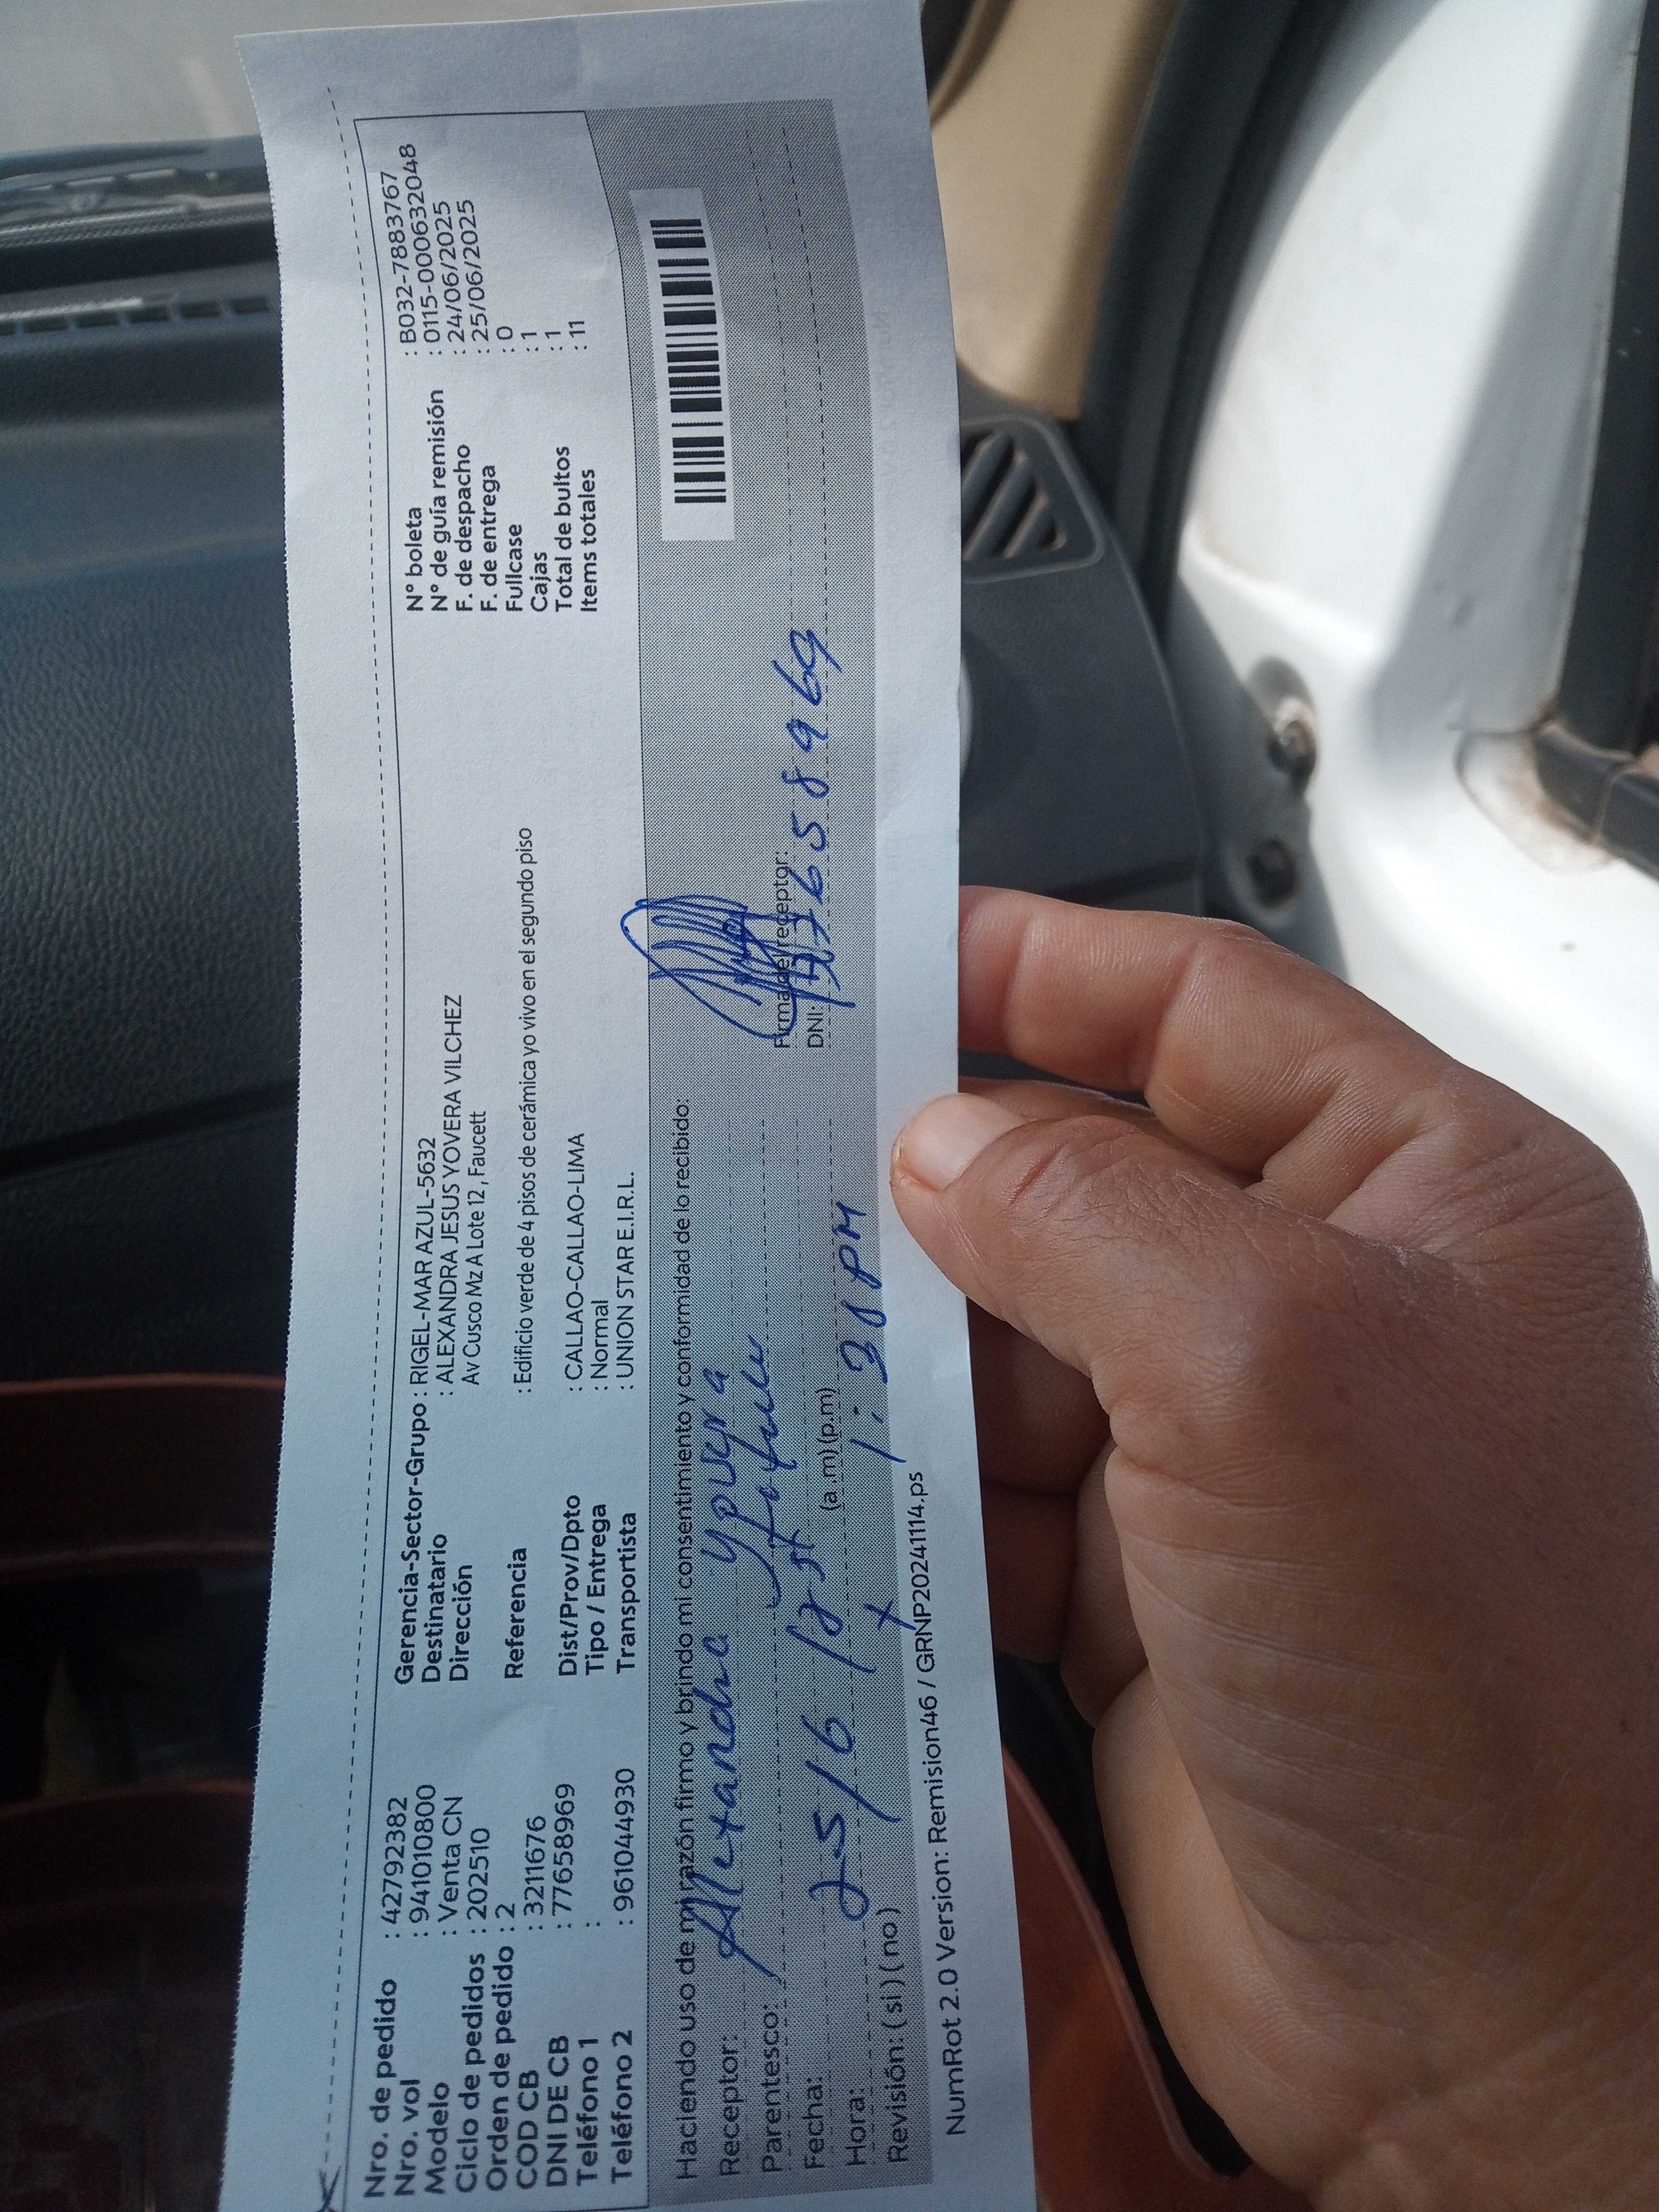 Nro. de pedido : 427922382
Nro. vol : 941010800
Modelo : Venta CN
Ciclo de pedidos : 202510
Orden de pedido : 2
COD CB : 3211676
DNI DE CB : 77658969
Teléfono 1 :
Teléfono 2 : 961044930
Gerencia-Sector-Grupo : RIGEL-MAR AZUL-5632
Destinatario : ALEXANDRA JESUS YOVERA VILCHEZ
Dirección Av Cusco Mz A Lote 12 , Faucett
Referencia : Edificio verde de 4 pisos de cerámica yo vivo en el segundo piso
Dist/Prov/Dpto : CALLAO-CALLAO-LIMA
Tipo / Entrega : Normal
Transportista : UNION STAR E.I.R.L.
N° boleta : B032-7883767
N° de guía remisión : 0115-000632048
F. de despacho : 24/06/2025
F. de entrega : 25/06/2025
Fullcase : 0
Cajas : 1
Total de bultos : 1
Items totales : 11
Haciendo uso de mi razón firmo y brindo mi consentimiento y conformidad de lo recibido:
Receptor: Alexandra
Parentesco:
Fecha: 25/6/
Hora: (a.m) (p.m) 1:30 PM
Revisión: ( si ) ( no ) x
Firma del receptor:
DNI: 77658969
NumRot 2.0 Version: Remision46 / GRNP20241114.ps